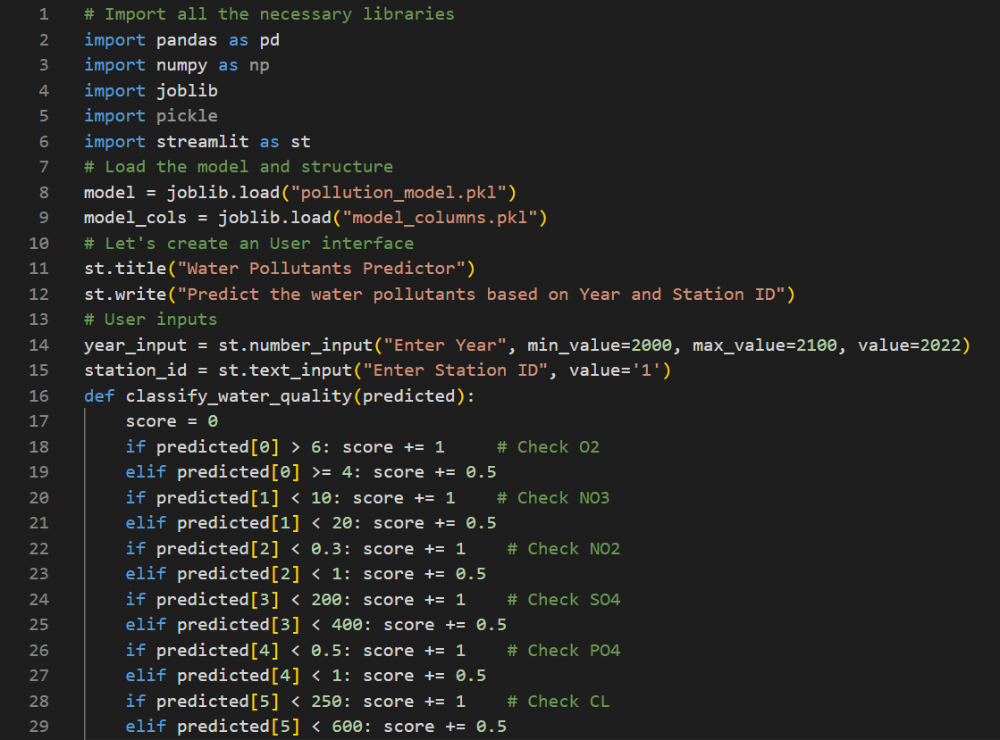 1 # Import all the necessary libraries
2 import pandas as pd
3 import numpy as np
4 import joblib
5 import pickle
6 import streamlit as st
7 # Load the model and structure
8 model = joblib.load("pollution_model.pkl")
9 model_cols = joblib.load("model_columns.pkl")
10 # Let's create an User interface
11 st.title("Water Pollutants Predictor")
12 st.write("Predict the water pollutants based on Year and Station ID")
13 # User inputs
14 year_input = st.number_input("Enter Year", min_value=2000, max_value=2100, value=2022)
15 station_id = st.text_input("Enter Station ID", value='1')
16 def classify_water_quality(predicted):
17     score = 0
18     if predicted[0] > 6: score += 1     # Check O2
19     elif predicted[0] >= 4: score += 0.5
20     if predicted[1] < 10: score += 1    # Check NO3
21     elif predicted[1] < 20: score += 0.5
22     if predicted[2] < 0.3: score += 1    # Check NO2
23     elif predicted[2] < 1: score += 0.5
24     if predicted[3] < 200: score += 1    # Check SO4
25     elif predicted[3] < 400: score += 0.5
26     if predicted[4] < 0.5: score += 1    # Check PO4
27     elif predicted[4] < 1: score += 0.5
28     if predicted[5] < 250: score += 1    # Check CL
29     elif predicted[5] < 600: score += 0.5